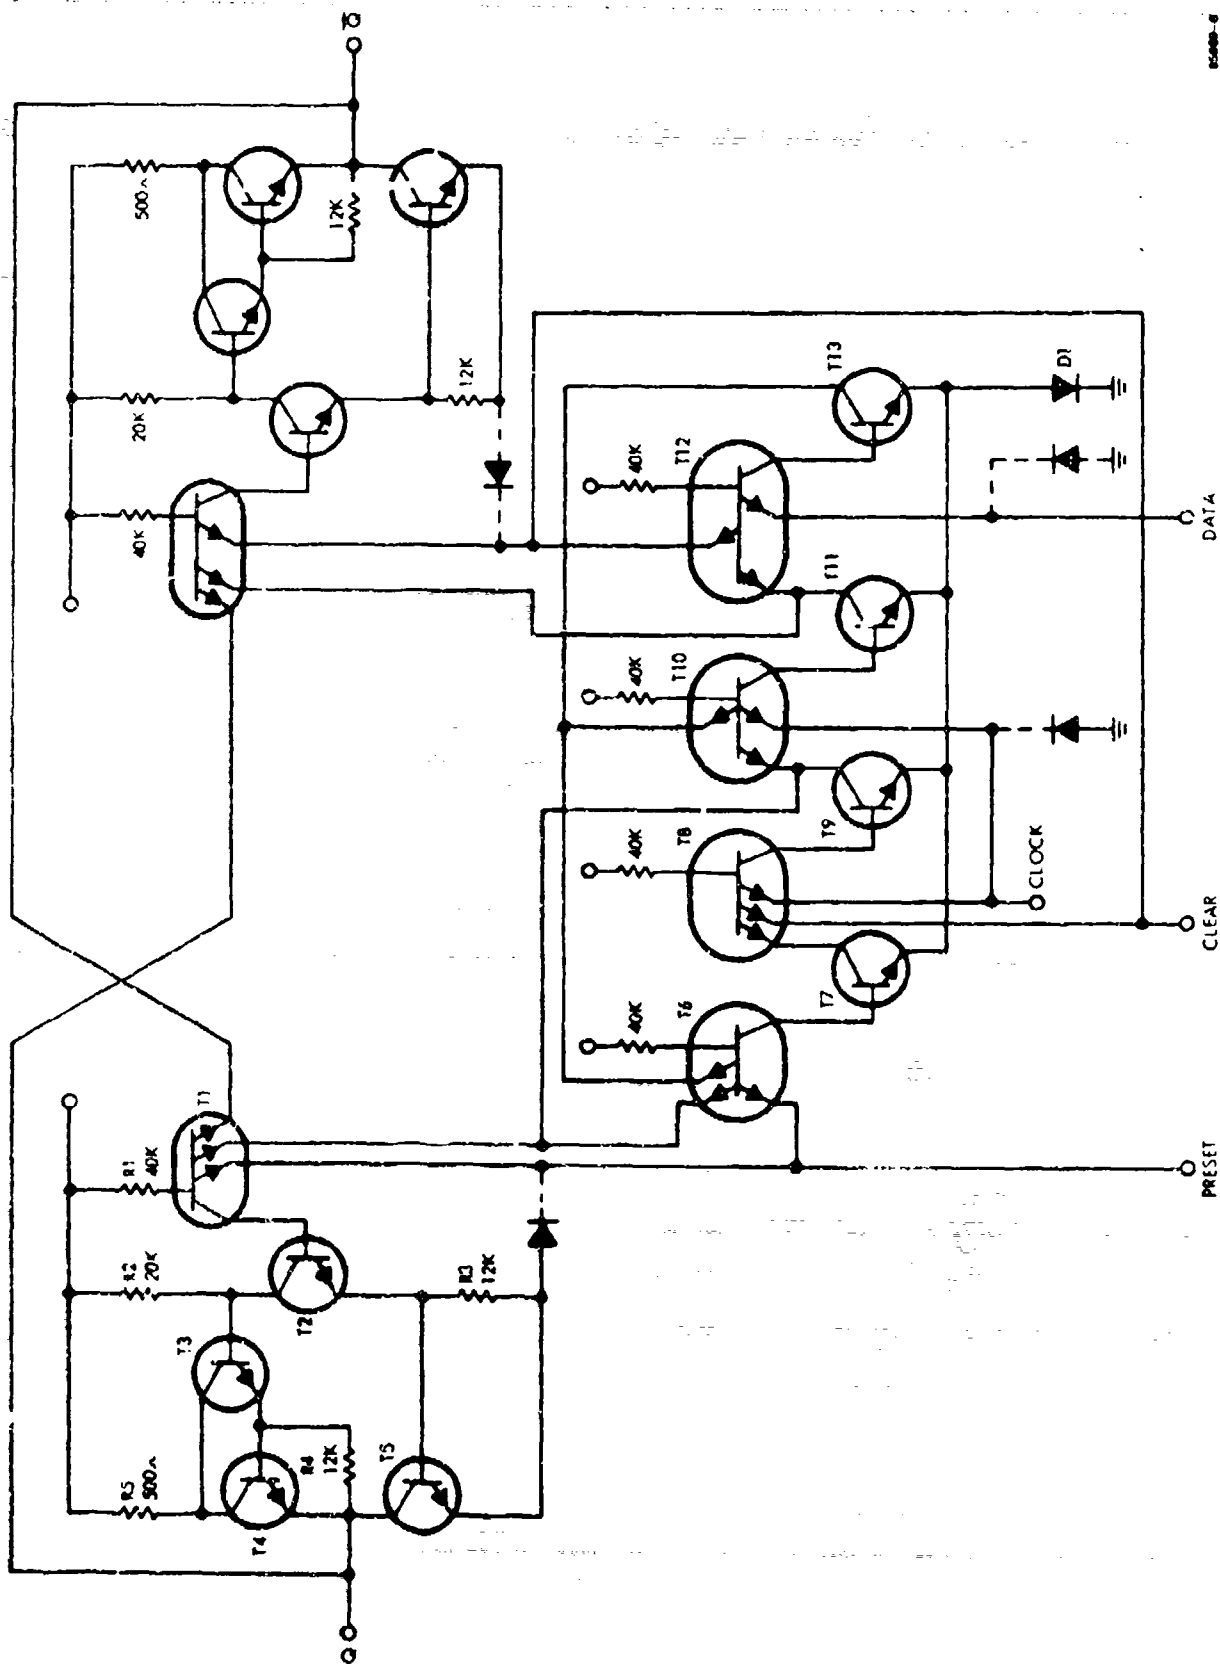 Q̅
500Ω
12K
20K
12K
40K
T13
D1
40K
T12
DATA
T11
40K
T10
T9
CLOCK
40K
T8
CLEAR
T7
40K
T6
T1
R1
40K
PRESET
R2
20K
R3
12K
T2
T3
R4
12K
T5
R5
500Ω
T4
Q